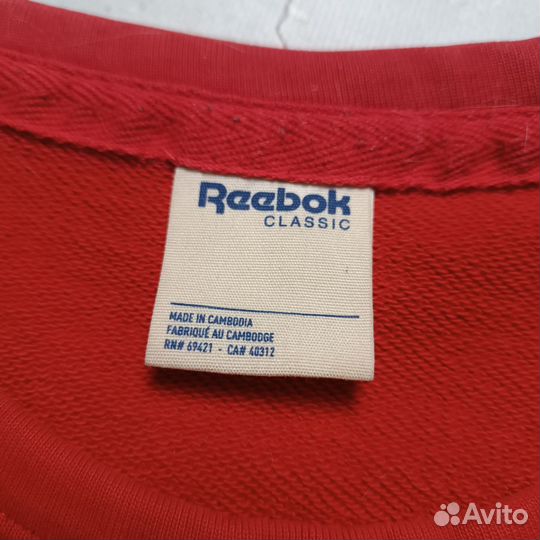 Reebok
CLASSIC
MADE IN CAMBODIA
FABRIQUÉ AU CAMBODGE
RN# 69421 - CA# 40312
Avito